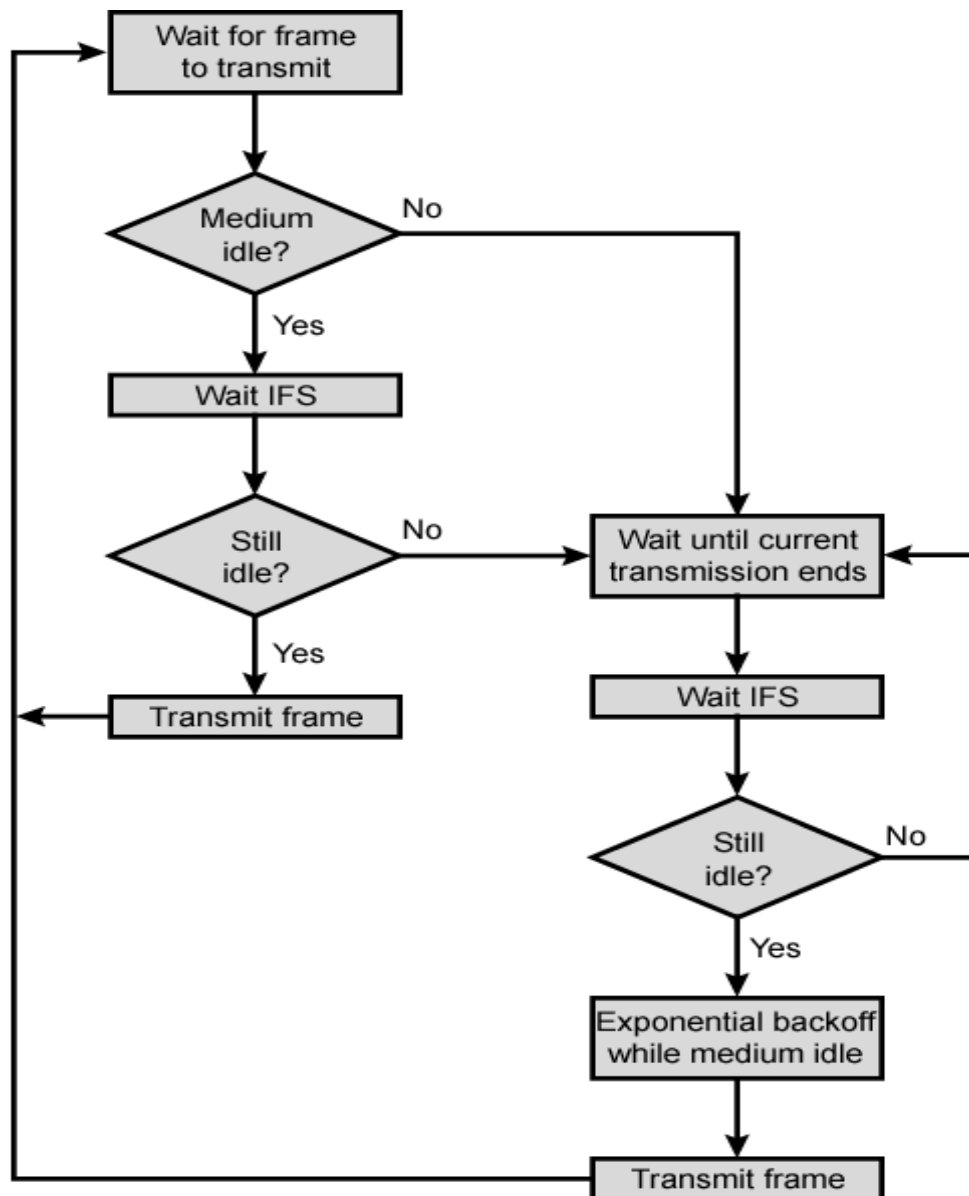 Wait for frame
to transmit
Medium
idle?
No
Yes
Wait IFS
Still
idle?
No
Yes
Transmit frame
Wait until current
transmission ends
Wait IFS
Still
idle?
No
Yes
Exponential backoff
while medium idle
Transmit frame